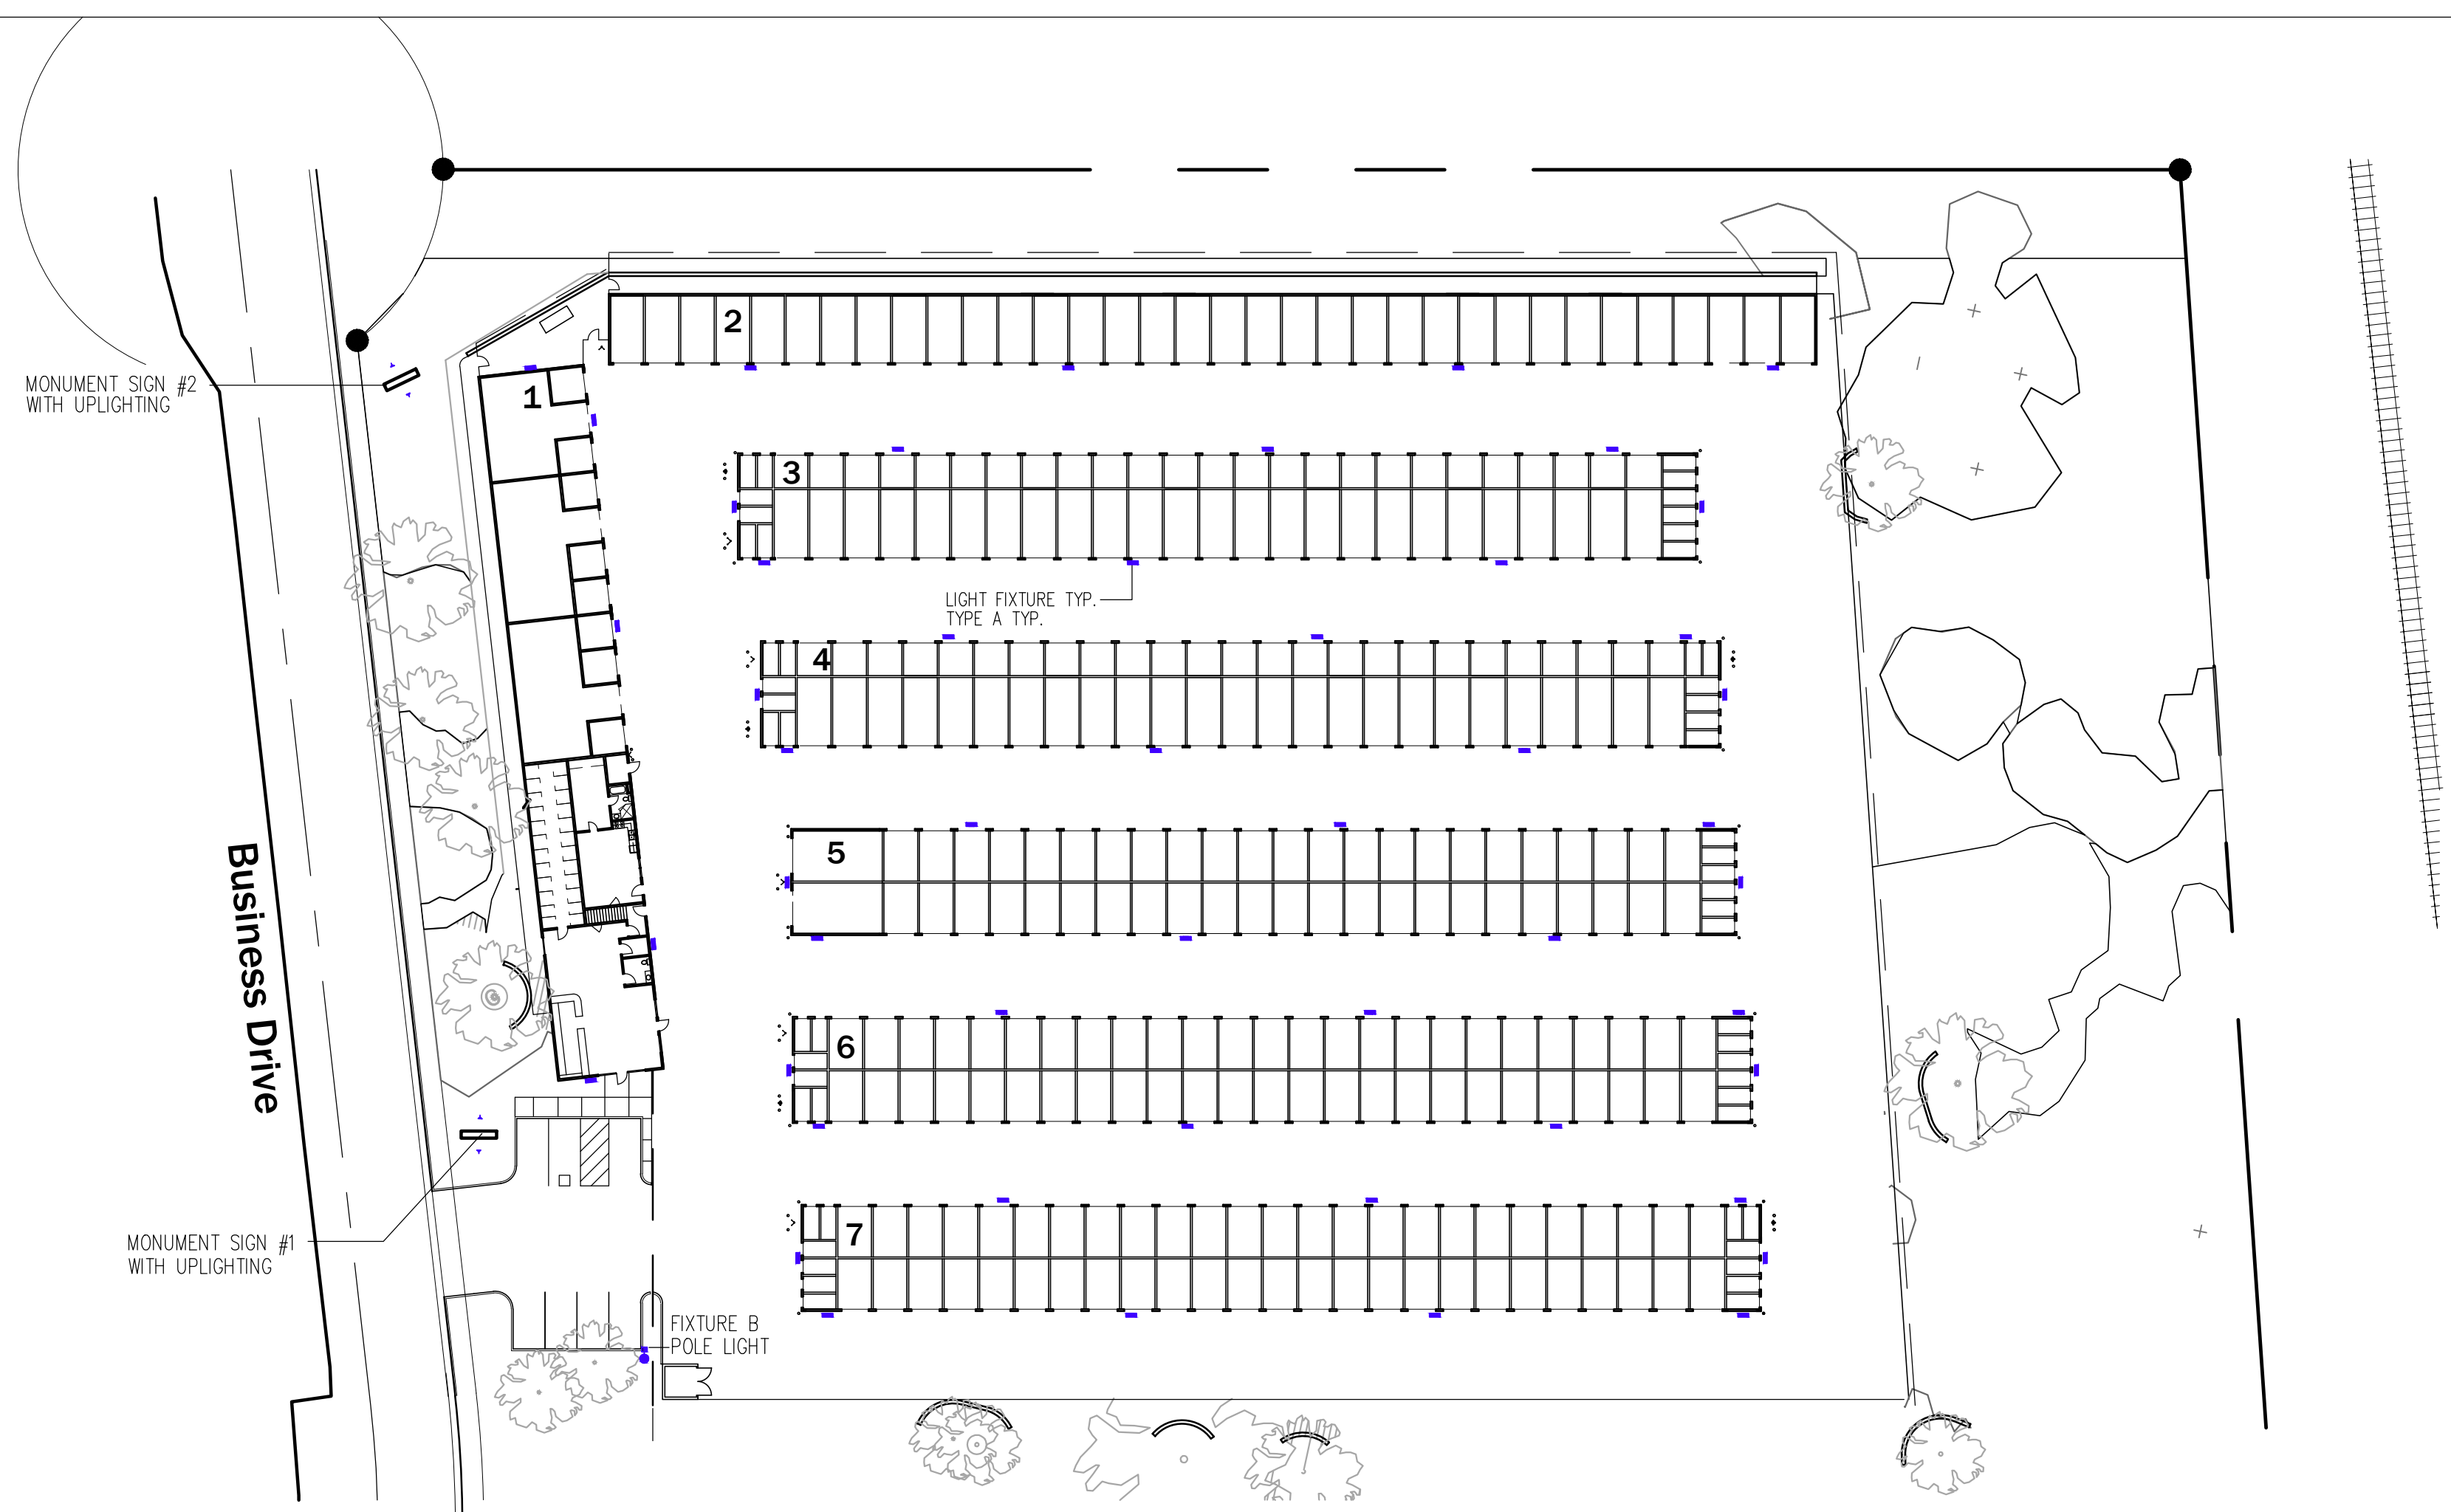 2
MONUMENT SIGN #2
WITH UPLIGHTING
1
3
LIGHT FIXTURE TYP.
TYPE A TYP.
4
5
Business Drive
6
7
MONUMENT SIGN #1
WITH UPLIGHTING
FIXTURE B
POLE LIGHT